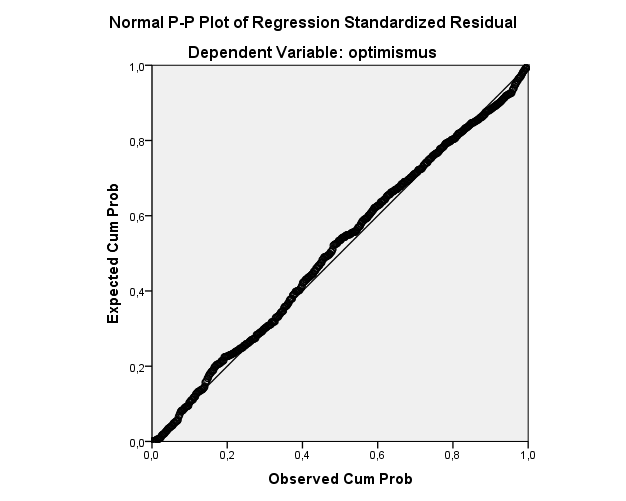 Normal P-P Plot of Regression Standardized Residual
Dependent Variable: optimismus
1,0
0,8
0,6
0,4
0,2
0,0
Expected Cum Prob
0,0 0,2 0,4 0,6 0,8 1,0
Observed Cum Prob